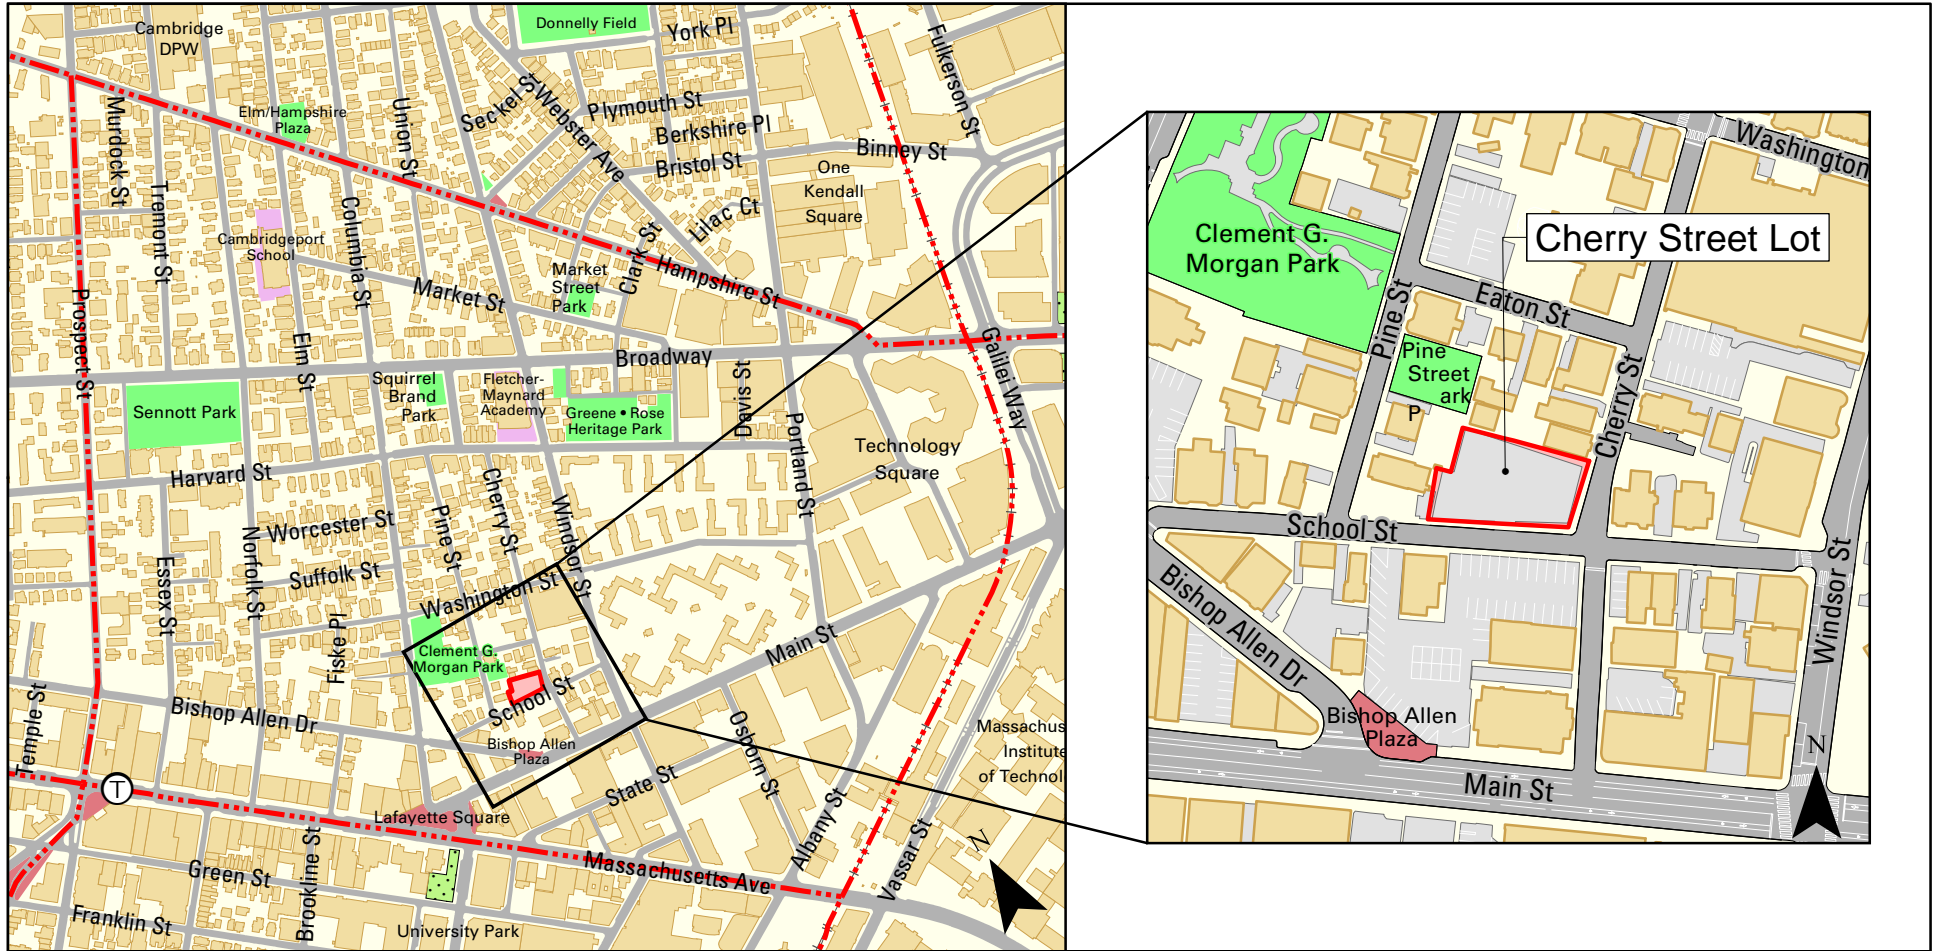 Donnelly Field
York Pl
Fulkerson St
Cambridge
DPW
Seckel St
Webster Ave
Plymouth St
Berkshire Pl
Bristol St
Binney St
Murdock St
Elm/Hampshire
Plaza
Union St
One
Kendall
Square
Tremont St
Columbia St
Lilac Ct
Clark St
Cambridgeport
School
Market St
Market
Street
Park
Hampshire St
Prospect St
Elm St
Broadway
Galilei Way
Davis St
Sennott Park
Squirrel
Brand
Park
Fletcher-
Maynard
Academy
Greene • Rose
Heritage Park
Portland St
Technology
Square
Harvard St
Cherry St
Windsor St
Worcester St
Pine St
Norfolk St
Essex St
Suffolk St
Washington St
Fiske Pl
Clement G.
Morgan Park
Main St
School St
Temple St
Bishop Allen Dr
Bishop Allen
Plaza
Osborn St
State St
Massachus
Institute
of Technol
T
Lafayette Square
Albany St
Vassar St
N
Massachusetts Ave
Brookline St
Green St
Franklin St
University Park
Washington
Clement G.
Morgan Park
Cherry Street Lot
Eaton St
Pine St
Pine
Street
ark
P
Cherry St
School St
Windsor St
Bishop Allen Dr
Bishop Allen
Plaza
N
Main St